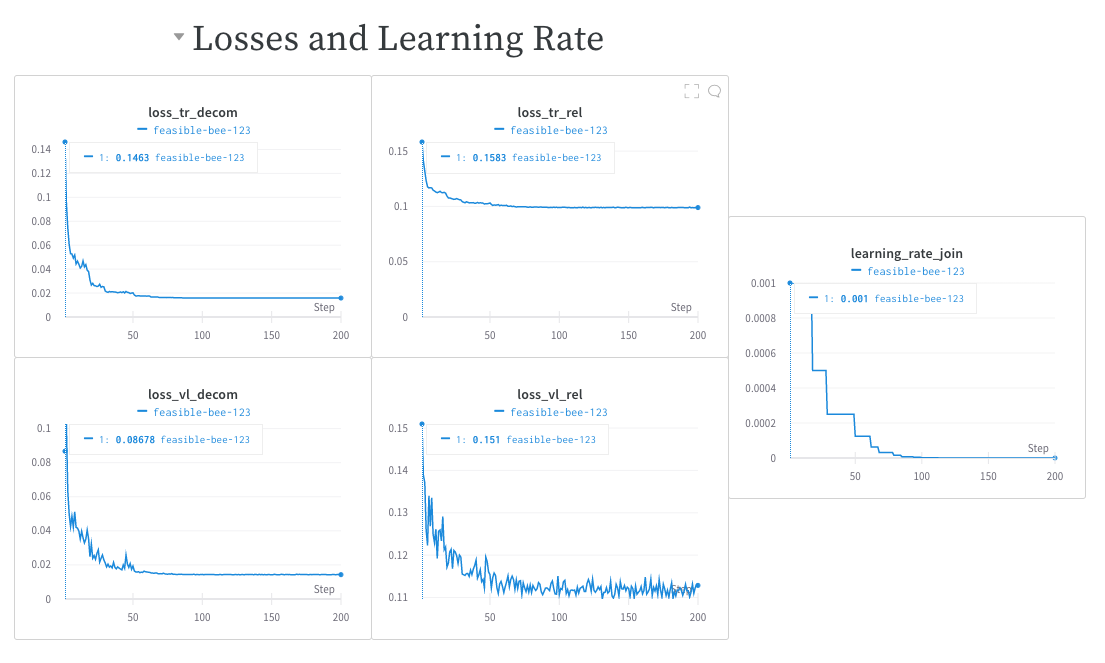 Losses and Learning Rate
loss_tr_decom
feasible-bee-123
1: 0.1463 feasible-bee-123
0.14
0.12
0.1
0.08
0.06
0.04
0.02
0
Step
50
100
150
200
loss_tr_rel
feasible-bee-123
1: 0.1583 feasible-bee-123
0.15
0.1
0.05
0
Step
50
100
150
200
loss_vl_decom
feasible-bee-123
1: 0.08678 feasible-bee-123
0.1
0.08
0.06
0.04
0.02
0
Step
50
100
150
200
loss_vl_rel
feasible-bee-123
1: 0.151 feasible-bee-123
0.15
0.14
0.13
0.12
0.11
Step
50
100
150
200
learning_rate_join
feasible-bee-123
1: 0.001 feasible-bee-123
0.001
0.0008
0.0006
0.0004
0.0002
0
Step
50
100
150
200